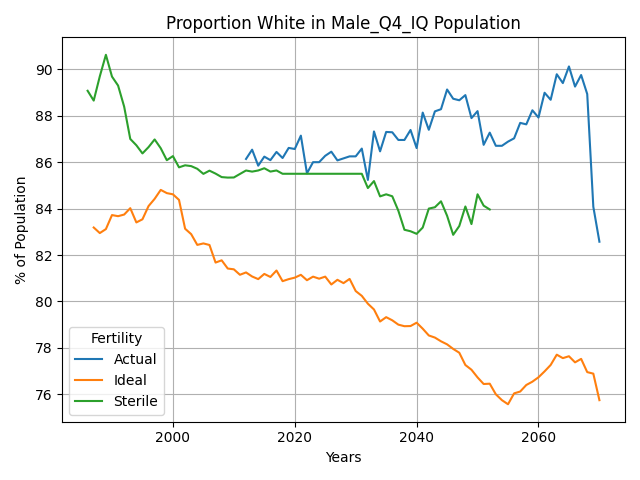 Proportion White in Male_Q4_IQ Population
% of Population
90
88
86
84
82
80
78
76
Fertility
Actual
Ideal
Sterile
2000
2020
2040
2060
Years